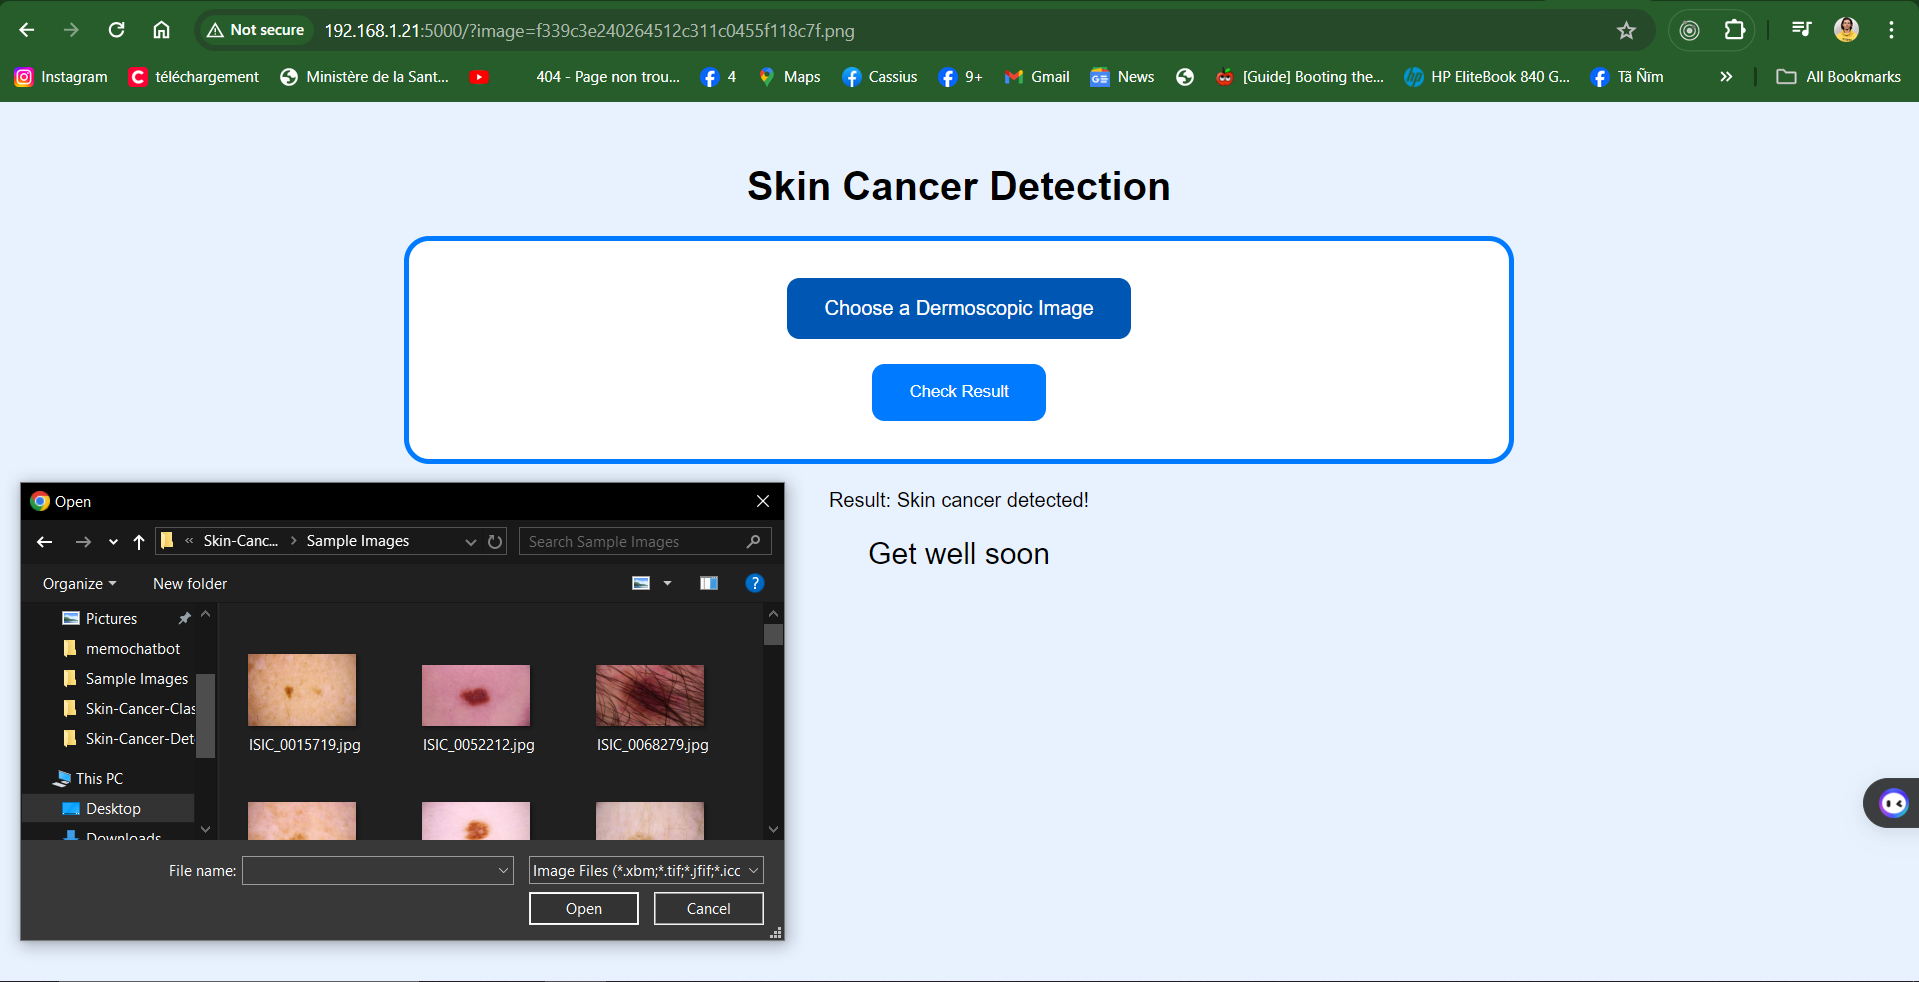 Not secure 192.168.1.21:5000/?image=f339c3e240264512c311c0455f118c7f.png
Instagram téléchargement Ministère de la Sant... 404 - Page non trou... 4 Maps Cassius 9+ Gmail News [Guide] Booting the... HP EliteBook 840 G... Tã Ñïm » All Bookmarks
Skin Cancer Detection
Choose a Dermoscopic Image
Check Result
Result: Skin cancer detected!
Get well soon
Open
« Skin-Canc... > Sample Images Search Sample Images
Organize New folder
Pictures
memochatbot
Sample Images
Skin-Cancer-Clas
Skin-Cancer-Det
This PC
Desktop
Downloads
ISIC_0015719.jpg ISIC_0052212.jpg ISIC_0068279.jpg
File name: Image Files (*.xbm;*.tif;*.jfif;*.icc
Open Cancel